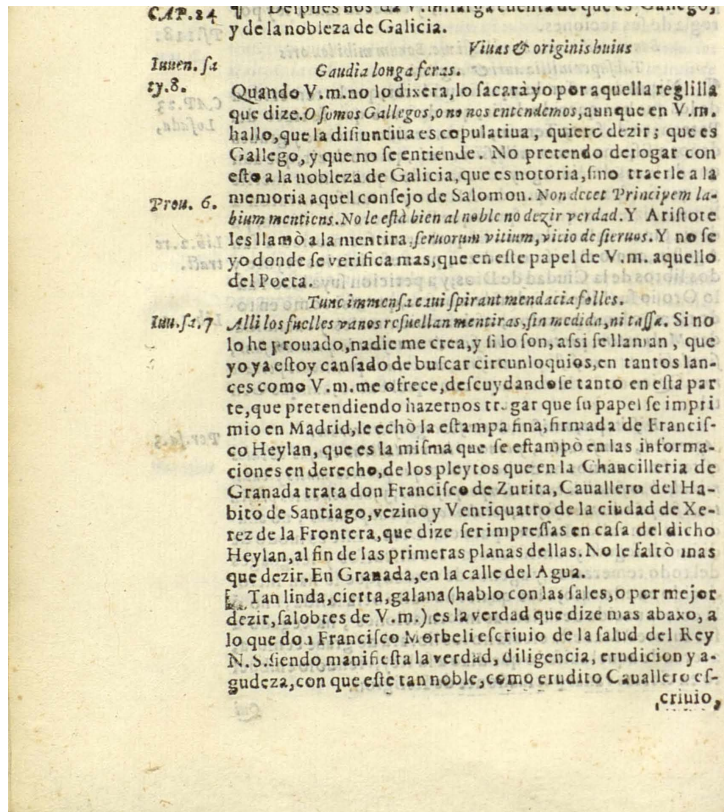 CAP.24 ¶ Deſpues nos da V.m. larga cuenta de que es Gallego,
y de la nobleza de Galicia.
Viuas & originis huius
Iuuen. ſa
Gaudia longa feras.
ty.8.
Quando V.m.no lo dixera,lo ſacarà yo por aquella reglilla
que dize.O ſomos Gallegos,o no nos entendemos,aunque en V.m.
hallo,que la diſiuntiua es copulatiua, quiero dezir; que es
Gallego, y que no ſe entiende. No pretendo derogar con
eſto a la nobleza de Galicia,que es notoria,ſino traerle a la
Prou. 6. memoria aquel conſejo de Salomon. Non decet Principem la-
bium mentiens.No le eſtà bien al noble no dezir verdad.Y Ariſtote
les llamò a la mentira, ſeruorum vitium,vicio de ſieruos.Y no ſe
yo donde ſe verifica mas,que en eſte papel de V.m. aquello
del Poeta.
Tunc immenſa caui ſpirant mendacia folles.
Iuu.ſa.7 Alli los fuelles vanos reſuellan mentiras,ſin medida,ni taſſa. Si no
lo he prouado,nadie me crea,y ſi lo ſon,aſsi ſe llaman, que
yo ya eſtoy canſado de buſcar circunloquios,en tantos lan-
ces como V.m.me ofrece,deſcuydandoſe tanto en eſta par
te,que pretendiendo hazernos tragar que ſu papel ſe impri
mio en Madrid,le echò la eſtampa fina,firmada de Franciſ-
co Heylan, que es la miſma que ſe eſtampò en las informa-
ciones en derecho,de los pleytos que en la Chancilleria de
Granada trata don Franciſco de Zurita,Cauallero del Ha-
bito de Santiago,vezino y Ventiquatro de la ciudad de Xe-
rez de la Frontera,que dize ſer impreſſas en caſa del dicho
Heylan,al fin de las primeras planas dellas. No le faltò mas
que dezir.En Granada,en la calle del Agua.
Tan linda,cierta,galana(hablo con las ſales,o por mejor
dezir,ſalobres de V.m.)es la verdad que dize mas abaxo, a
lo que don Franciſco Morbeli eſcriuio de la ſalud del Rey
N.S.ſiendo manifieſta la verdad, diligencia, erudicion y a-
gudeza,con que eſte tan noble,como erudito Cauallero eſ-
criuio,